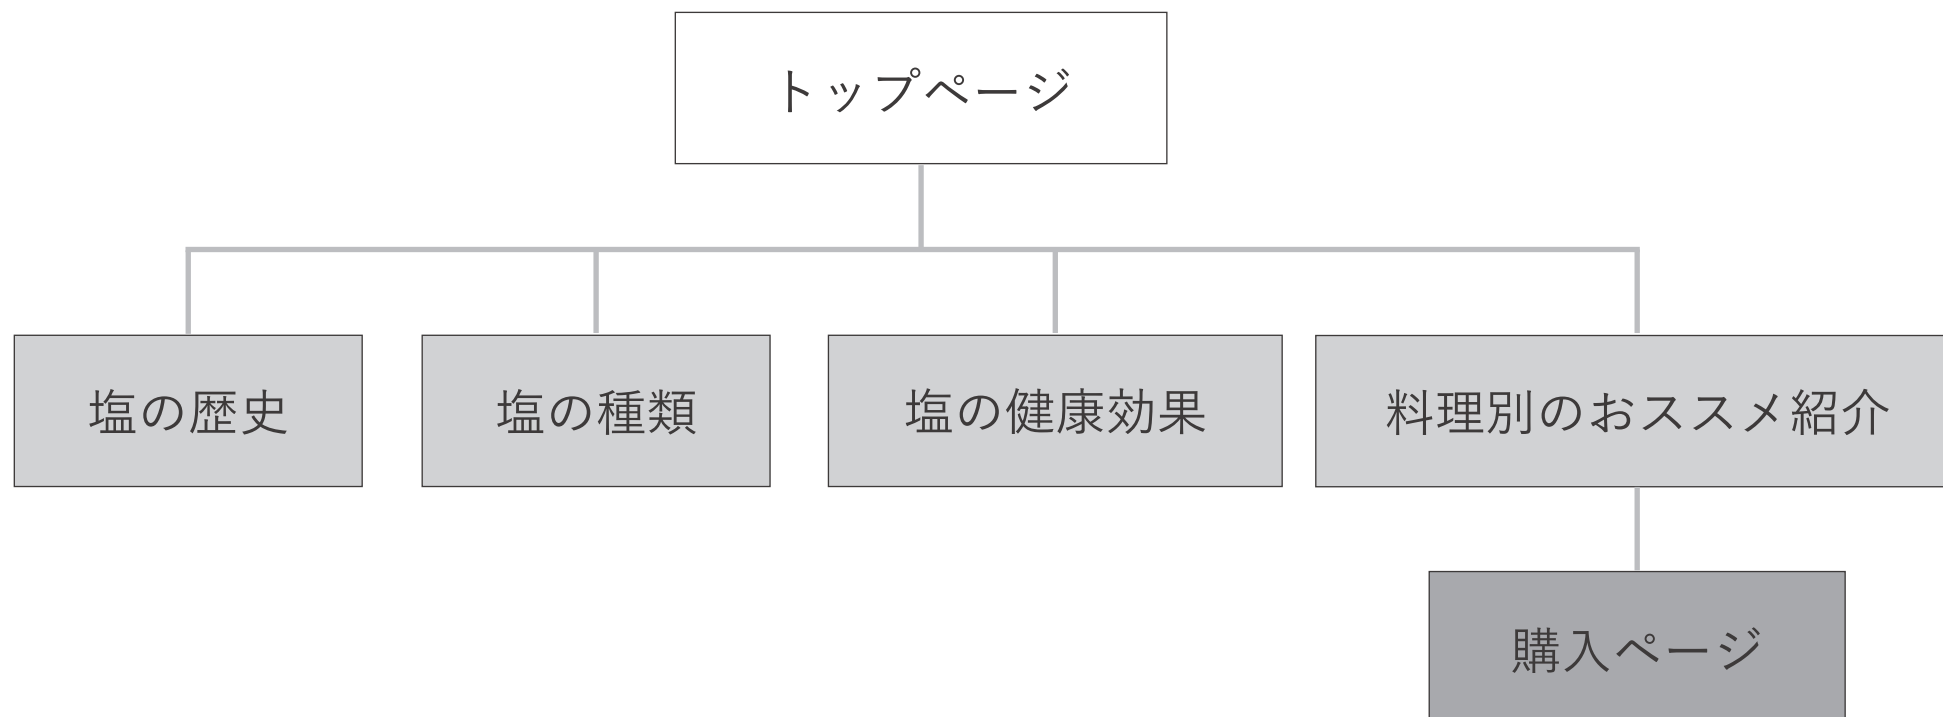 トップページ
塩の歴史
塩の種類
塩の健康効果
料理別のおススメ紹介
購入ページ